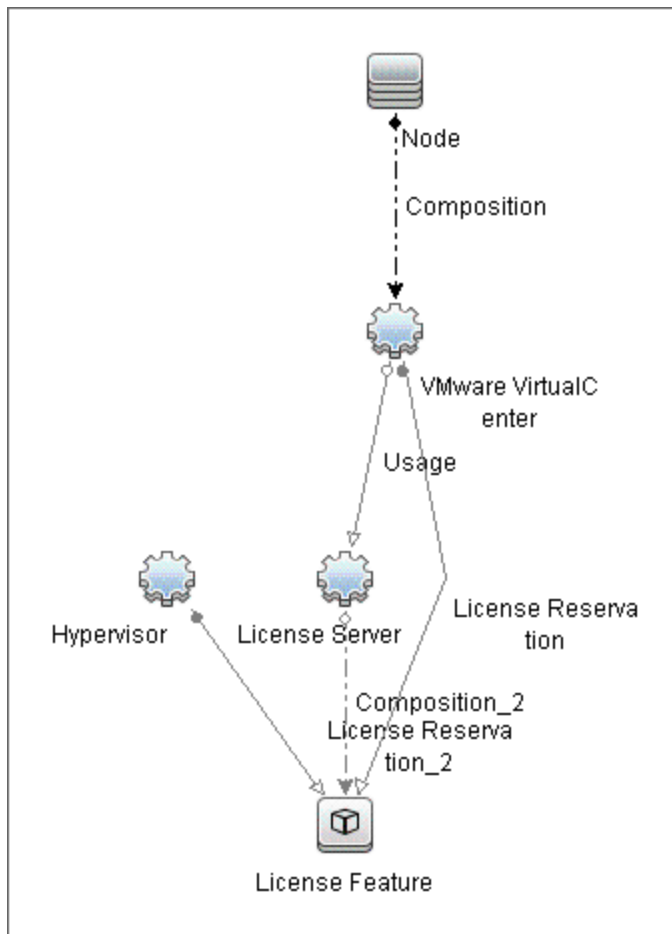 Node
Composition
VMware VirtualC
enter
Usage
Hypervisor
License Server
License Reserva
tion
Composition_2
License Reserva
tion_2
License Feature